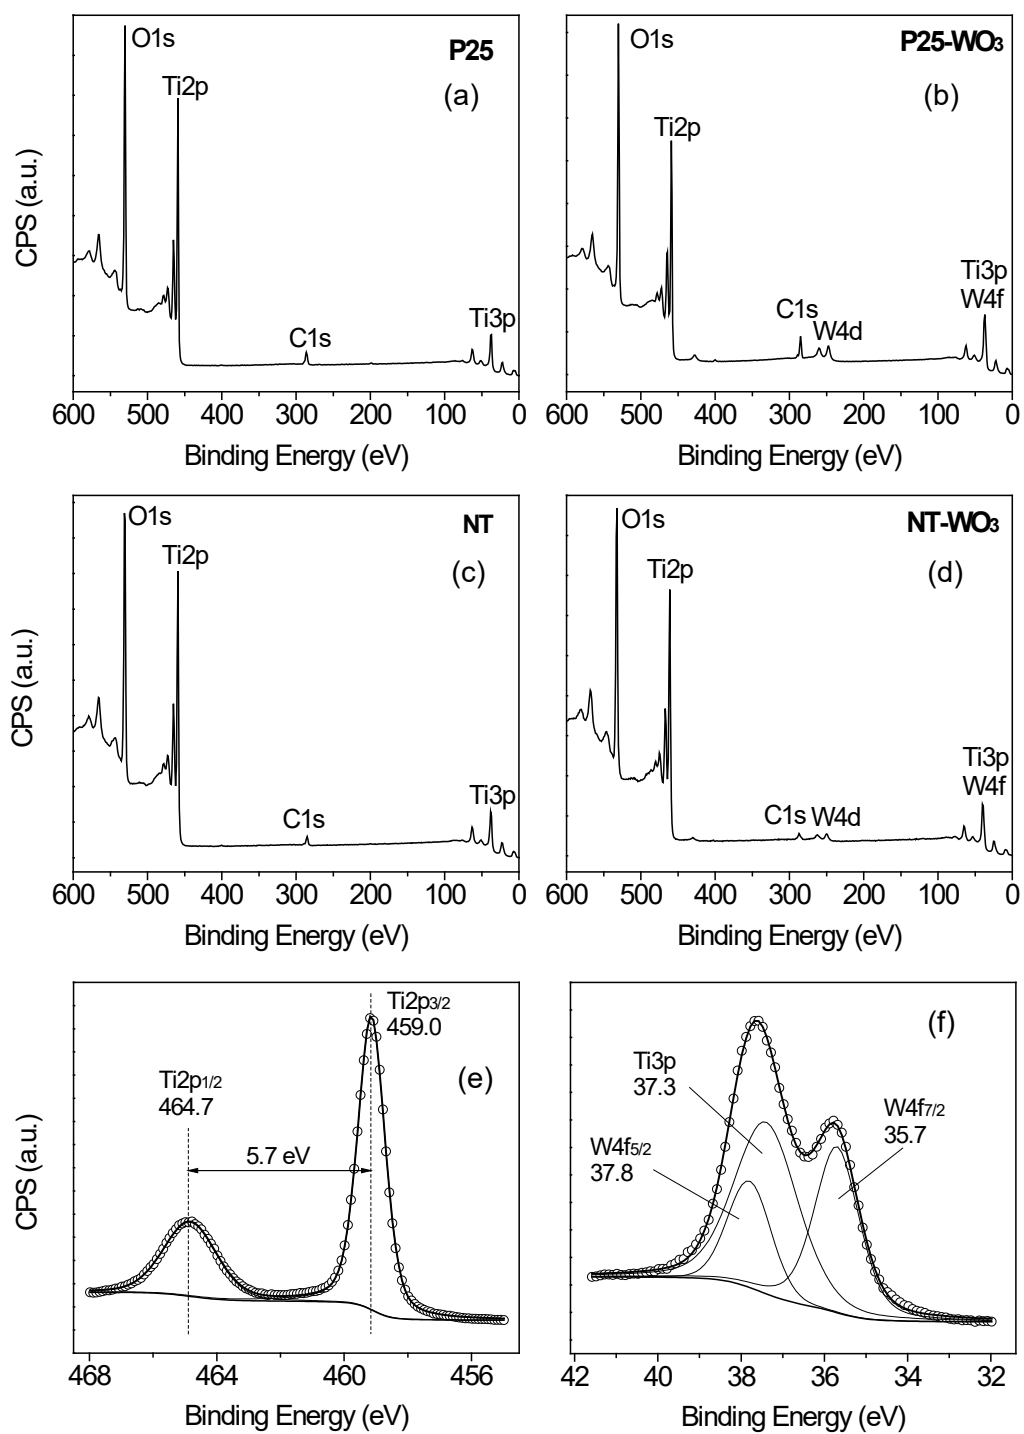 CPS (a.u.)
O1s
Ti2p
C1s
Ti3p
P25
(a)
600 500 400 300 200 100 0
Binding Energy (eV)
O1s
Ti2p
C1s
W4d
Ti3p
W4f
P25-WO3
(b)
600 500 400 300 200 100 0
Binding Energy (eV)
CPS (a.u.)
O1s
Ti2p
C1s
Ti3p
NT
(c)
600 500 400 300 200 100 0
Binding Energy (eV)
O1s
Ti2p
C1s
W4d
Ti3p
W4f
NT-WO3
(d)
600 500 400 300 200 100 0
Binding Energy (eV)
CPS (a.u.)
Ti2p3/2
459.0
(e)
Ti2p1/2
464.7
5.7 eV
468 464 460 456
Binding Energy (eV)
(f)
Ti3p
37.3
W4f7/2
35.7
W4f5/2
37.8
42 40 38 36 34 32
Binding Energy (eV)